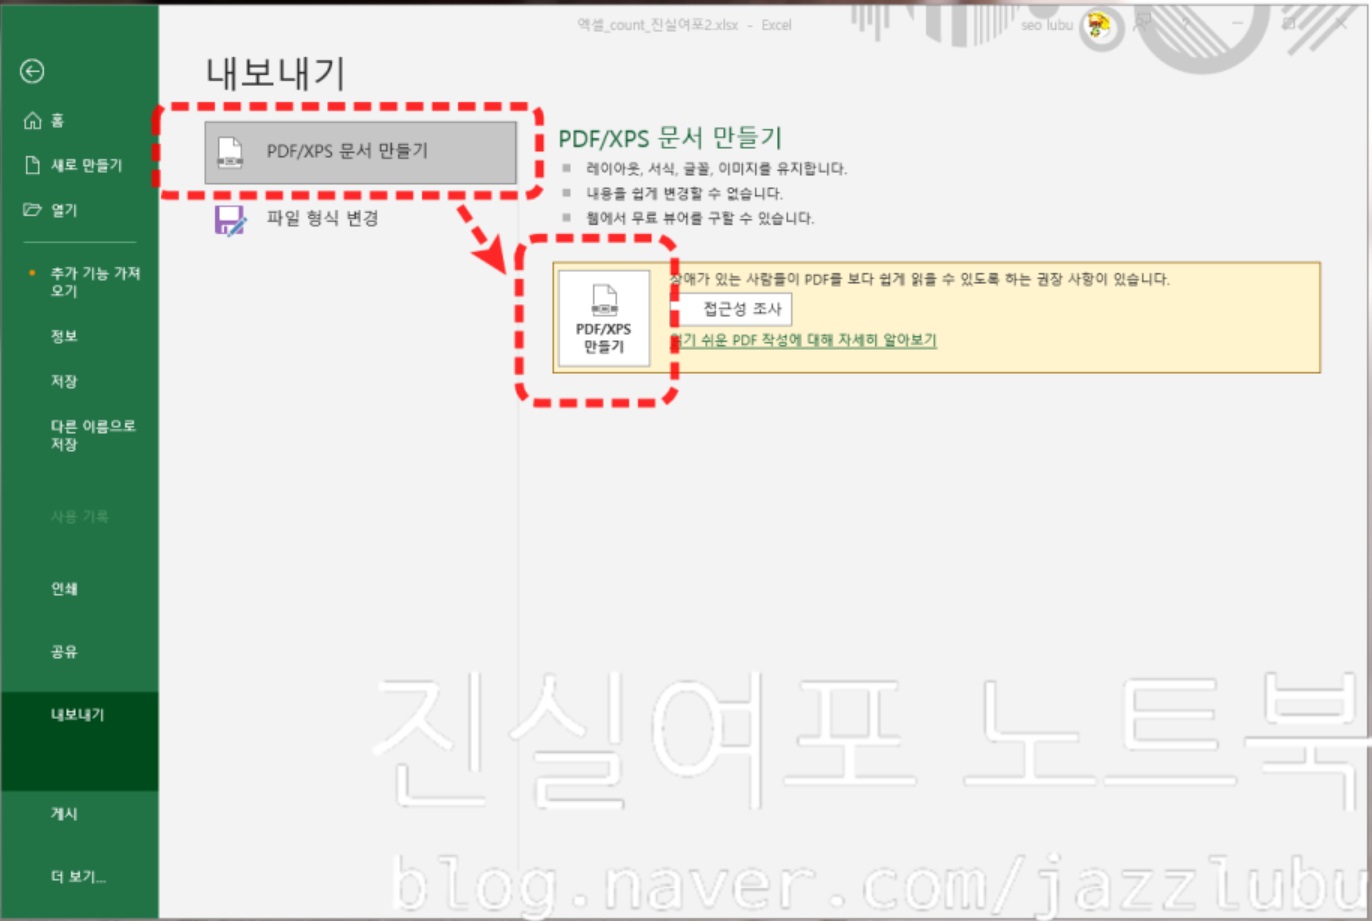 엑셀_count_진실여포2.xlsx - Excel
seo lubu
?
내보내기
홈
새로 만들기
열기
추가 기능 가져
오기
정보
저장
다른 이름으로
저장
사용 기록
인쇄
공유
내보내기
게시
더 보기...
PDF/XPS 문서 만들기
파일 형식 변경
PDF/XPS 문서 만들기
레이아웃, 서식, 글꼴, 이미지를 유지합니다.
내용을 쉽게 변경할 수 없습니다.
웹에서 무료 뷰어를 구할 수 있습니다.
PDF/XPS
만들기
장애가 있는 사람들이 PDF를 보다 쉽게 읽을 수 있도록 하는 권장 사항이 있습니다.
접근성 조사
읽기 쉬운 PDF 작성에 대해 자세히 알아보기
진실여포 노트북
blog.naver.com/jazzlubu